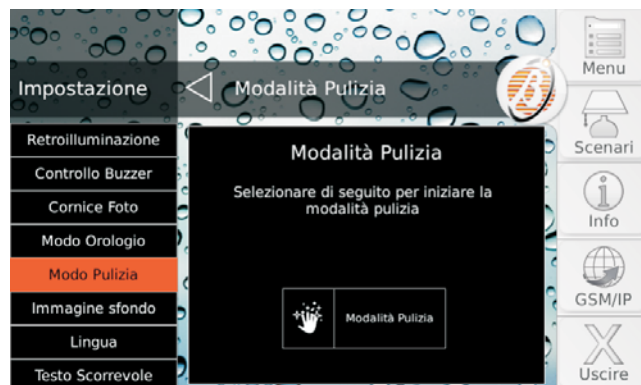 Impostazione
Modalità Pulizia
Retroilluminazione
Controllo Buzzer
Cornice Foto
Modo Orologio
Modo Pulizia
Immagine sfondo
Lingua
Testo Scorrevole
Modalità Pulizia
Selezionare di seguito per iniziare la
modalità pulizia
Modalità Pulizia
Menu
Scenari
Info
GSM/IP
Uscire